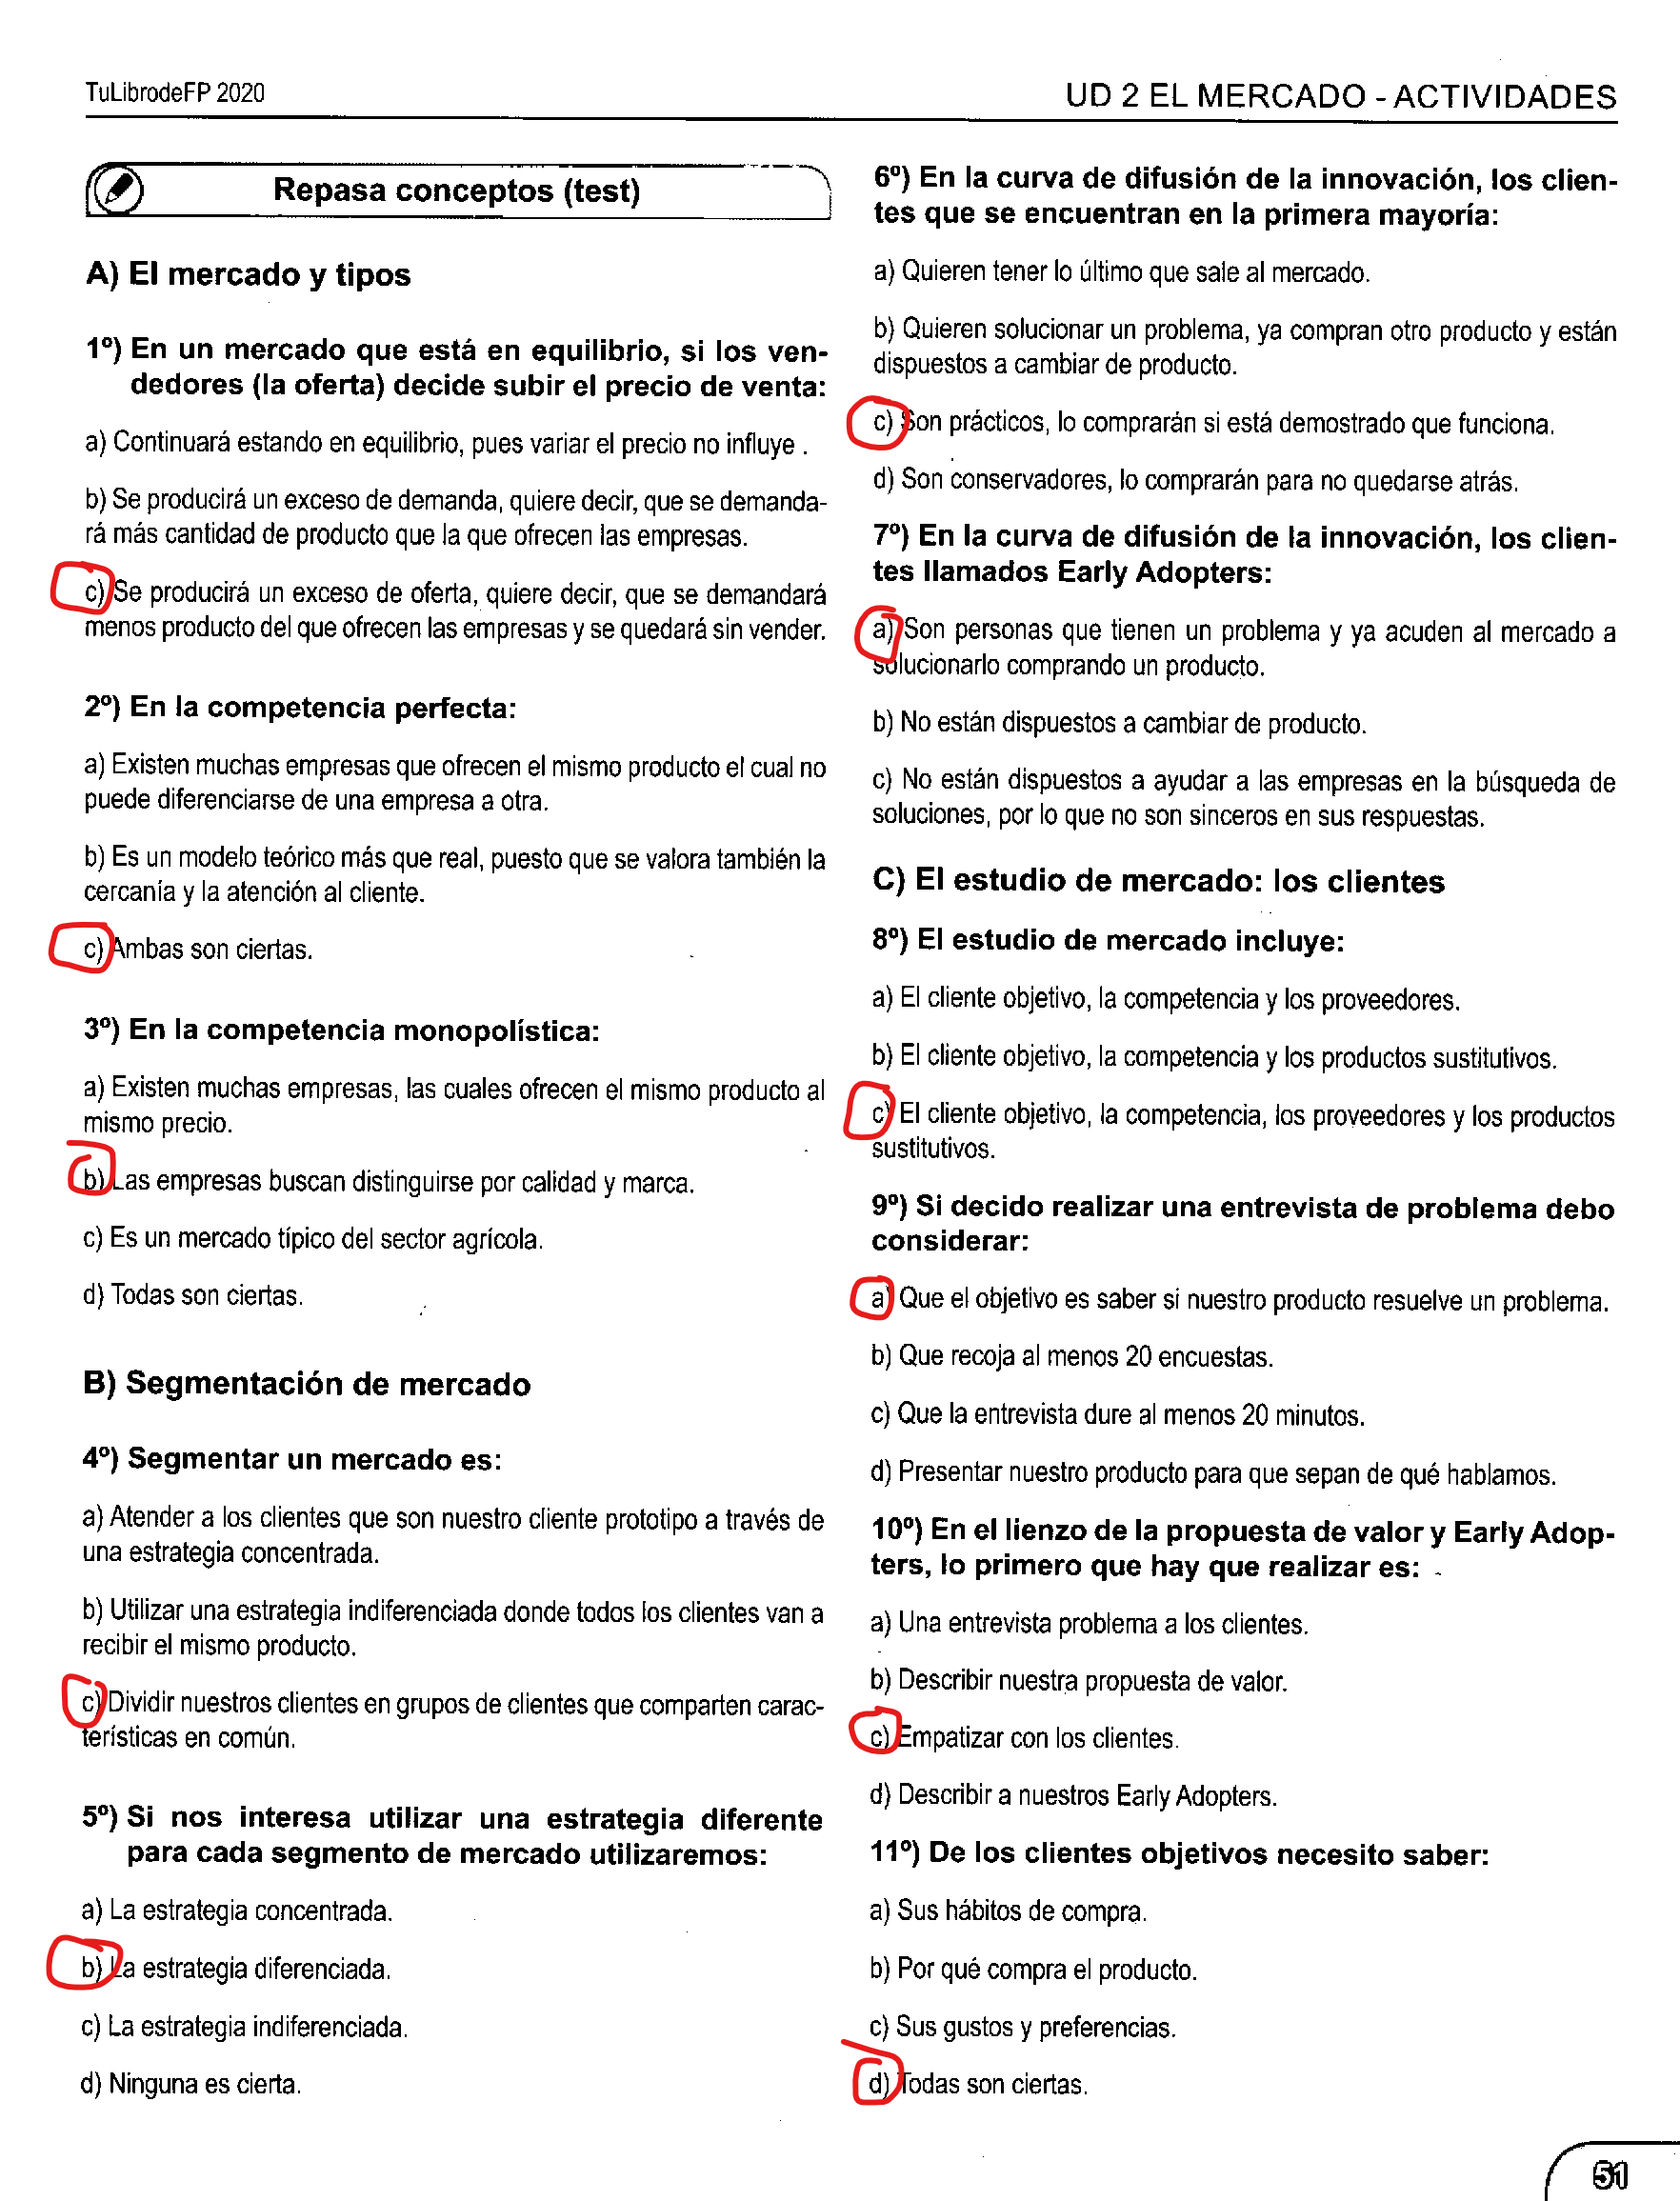 TuLibrodeFP 2020
UD 2 EL MERCADO - ACTIVIDADES
Repasa conceptos (test)
A) El mercado y tipos
1º) En un mercado que está en equilibrio, si los ven-
dedores (la oferta) decide subir el precio de venta:
a) Continuará estando en equilibrio, pues variar el precio no influye .
b) Se producirá un exceso de demanda, quiere decir, que se demanda-
rá más cantidad de producto que la que ofrecen las empresas.
c) Se producirá un exceso de oferta, quiere decir, que se demandará
menos producto del que ofrecen las empresas y se quedará sin vender.
2º) En la competencia perfecta:
a) Existen muchas empresas que ofrecen el mismo producto el cual no
puede diferenciarse de una empresa a otra.
b) Es un modelo teórico más que real, puesto que se valora también la
cercanía y la atención al cliente.
c) Ambas son ciertas.
3º) En la competencia monopolística:
a) Existen muchas empresas, las cuales ofrecen el mismo producto al
mismo precio.
b) Las empresas buscan distinguirse por calidad y marca.
c) Es un mercado típico del sector agrícola.
d) Todas son ciertas.
B) Segmentación de mercado
4º) Segmentar un mercado es:
a) Atender a los clientes que son nuestro cliente prototipo a través de
una estrategia concentrada.
b) Utilizar una estrategia indiferenciada donde todos los clientes van a
recibir el mismo producto.
c) Dividir nuestros clientes en grupos de clientes que comparten carac-
terísticas en común.
5º) Si nos interesa utilizar una estrategia diferente
para cada segmento de mercado utilizaremos:
a) La estrategia concentrada.
b) La estrategia diferenciada.
c) La estrategia indiferenciada.
d) Ninguna es cierta.
6º) En la curva de difusión de la innovación, los clien-
tes que se encuentran en la primera mayoría:
a) Quieren tener lo último que sale al mercado.
b) Quieren solucionar un problema, ya compran otro producto y están
dispuestos a cambiar de producto.
c) Son prácticos, lo comprarán si está demostrado que funciona.
d) Son conservadores, lo comprarán para no quedarse atrás.
7º) En la curva de difusión de la innovación, los clien-
tes llamados Early Adopters:
a) Son personas que tienen un problema y ya acuden al mercado a
solucionarlo comprando un producto.
b) No están dispuestos a cambiar de producto.
c) No están dispuestos a ayudar a las empresas en la búsqueda de
soluciones, por lo que no son sinceros en sus respuestas.
C) El estudio de mercado: los clientes
8º) El estudio de mercado incluye:
a) El cliente objetivo, la competencia y los proveedores.
b) El cliente objetivo, la competencia y los productos sustitutivos.
c) El cliente objetivo, la competencia, los proveedores y los productos
sustitutivos.
9º) Si decido realizar una entrevista de problema debo
considerar:
a) Que el objetivo es saber si nuestro producto resuelve un problema.
b) Que recoja al menos 20 encuestas.
c) Que la entrevista dure al menos 20 minutos.
d) Presentar nuestro producto para que sepan de qué hablamos.
10º) En el lienzo de la propuesta de valor y Early Adop-
ters, lo primero que hay que realizar es:
a) Una entrevista problema a los clientes.
b) Describir nuestra propuesta de valor.
c) Empatizar con los clientes.
d) Describir a nuestros Early Adopters.
11º) De los clientes objetivos necesito saber:
a) Sus hábitos de compra.
b) Por qué compra el producto.
c) Sus gustos y preferencias.
d) Todas son ciertas.
51